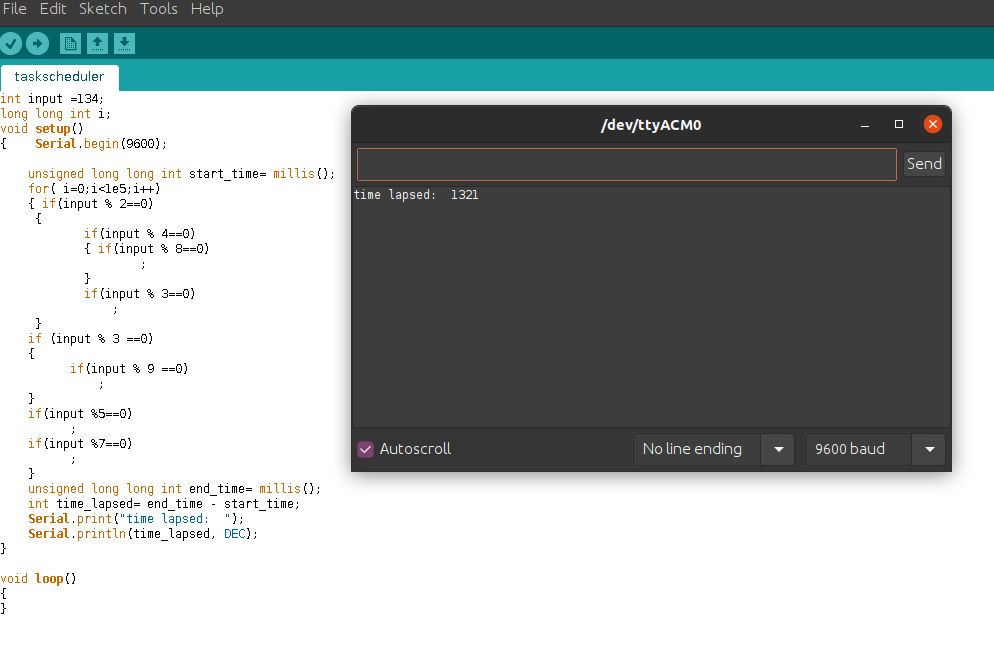 File Edit Sketch Tools Help
taskscheduler
int input =134;
long long int i;
void setup()
{    Serial.begin(9600);
unsigned long long int start_time= millis();
for( i=0;i<1e5;i++)
{ if(input % 2==0)
{
if(input % 4==0)
{ if(input % 8==0)
;
}
if(input % 3==0)
;
}
if (input % 3 ==0)
{
if(input % 9 ==0)
;
}
if(input %5==0)
;
if(input %7==0)
;
}
unsigned long long int end_time= millis();
int time_lapsed= end_time - start_time;
Serial.print("time lapsed:  ");
Serial.println(time_lapsed, DEC);
}
void loop()
{
}
/dev/ttyACM0
Send
time lapsed:  1321
Autoscroll
No line ending
9600 baud